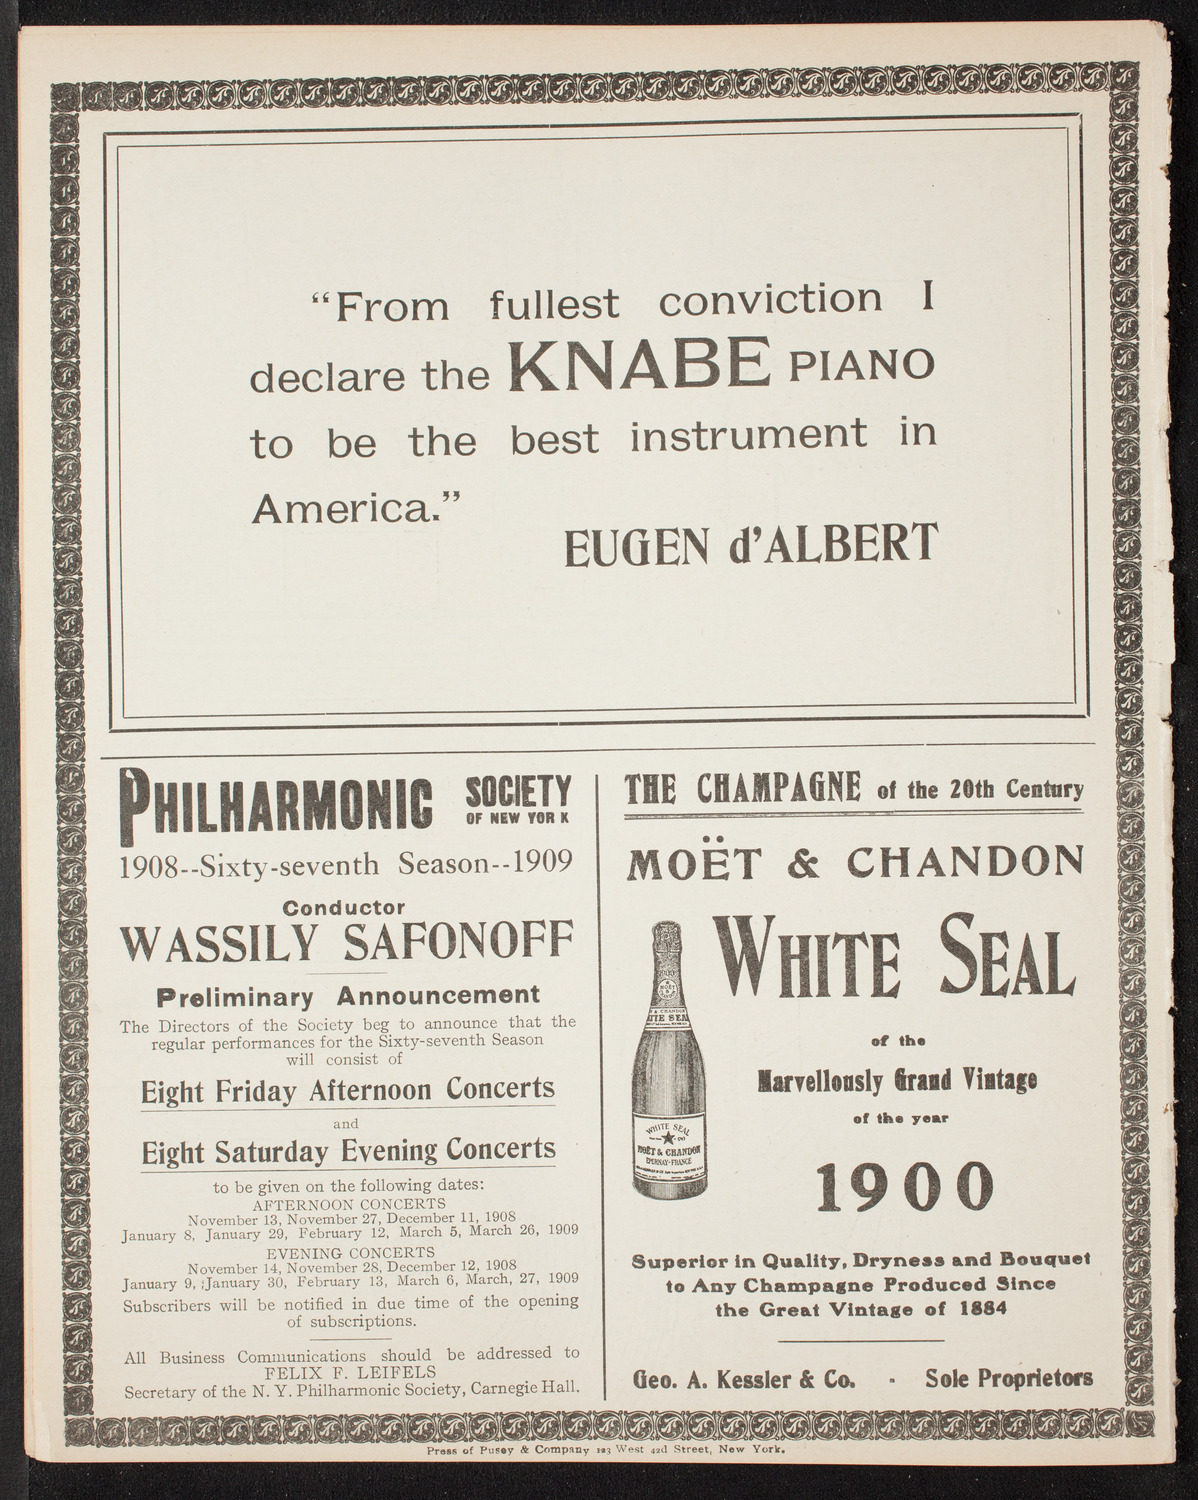 “From fullest conviction I
declare the KNABE PIANO
to be the best instrument in
America.”
EUGEN d’ALBERT
PHILHARMONIC SOCIETY
OF NEW YORK
1908--Sixty-seventh Season--1909
Conductor
WASSILY SAFONOFF
Preliminary Announcement
The Directors of the Society beg to announce that the
regular performances for the Sixty-seventh Season
will consist of
Eight Friday Afternoon Concerts
and
Eight Saturday Evening Concerts
to be given on the following dates:
AFTERNOON CONCERTS
November 13, November 27, December 11, 1908
January 8, January 29, February 12, March 5, March 26, 1909
EVENING CONCERTS
November 14, November 28, December 12, 1908
January 9, ;January 30, February 13, March 6, March, 27, 1909
Subscribers will be notified in due time of the opening
of subscriptions.
All Business Communications should be addressed to
FELIX F. LEIFELS
Secretary of the N. Y. Philharmonic Society, Carnegie Hall.
THE CHAMPAGNE of the 20th Century
MOËT & CHANDON
WHITE SEAL
of the
Marvellously Grand Vintage
of the year
1900
WHITE SEAL
MOËT & CHANDON
EPERNAY-FRANCE
Superior in Quality, Dryness and Bouquet
to Any Champagne Produced Since
the Great Vintage of 1884
Geo. A. Kessler & Co. - Sole Proprietors
Press of Pusey & Company 123 West 42d Street, New York.